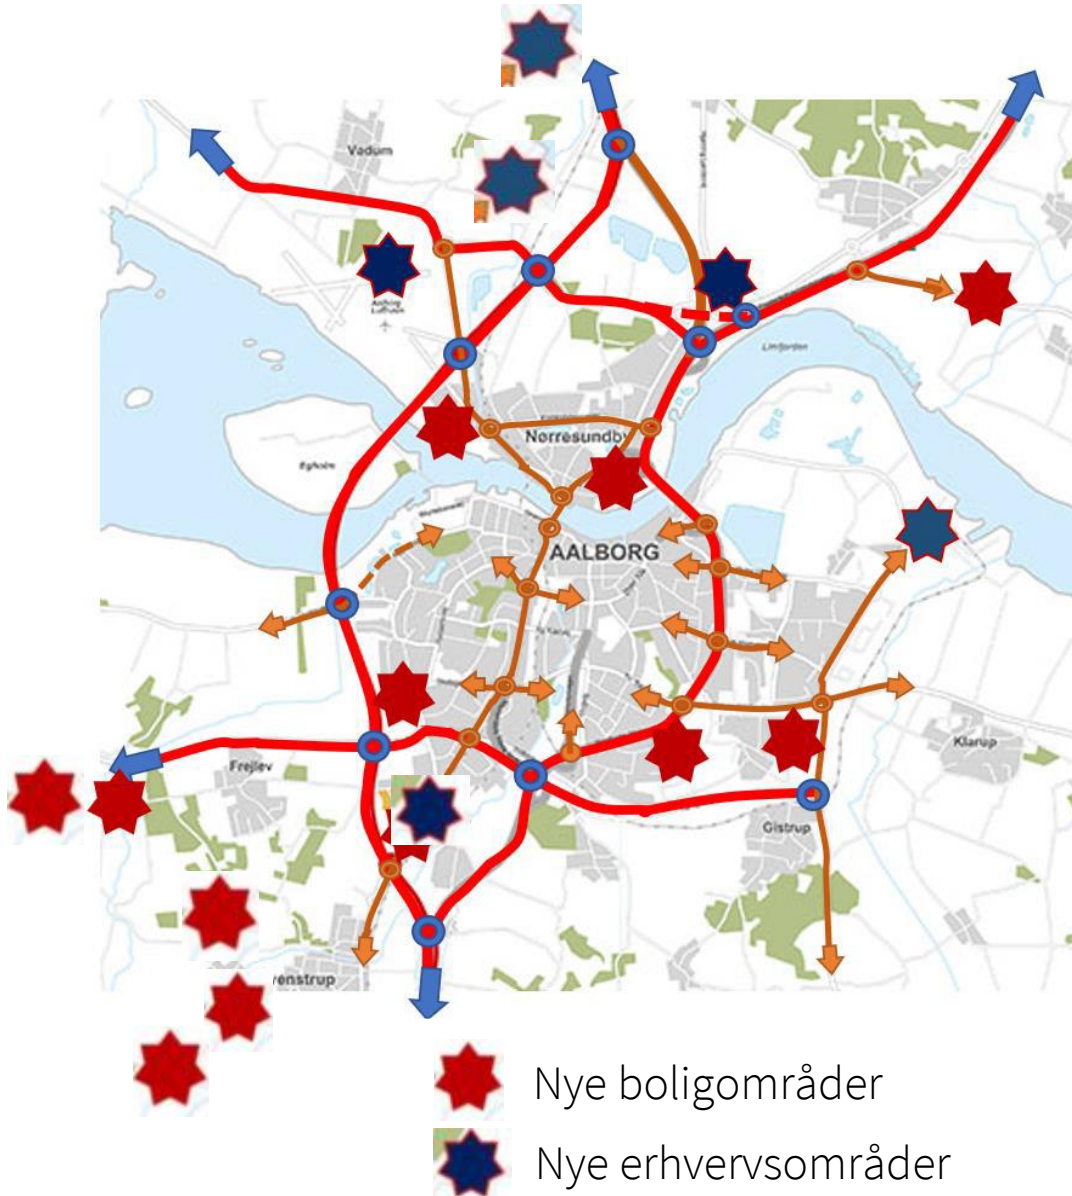 Vadum
Limfjorden
Nørresundby
Egholm
AALBORG
Klarup
Frejlev
Gistrup
venstrup
Nye boligområder
Nye erhvervsområder